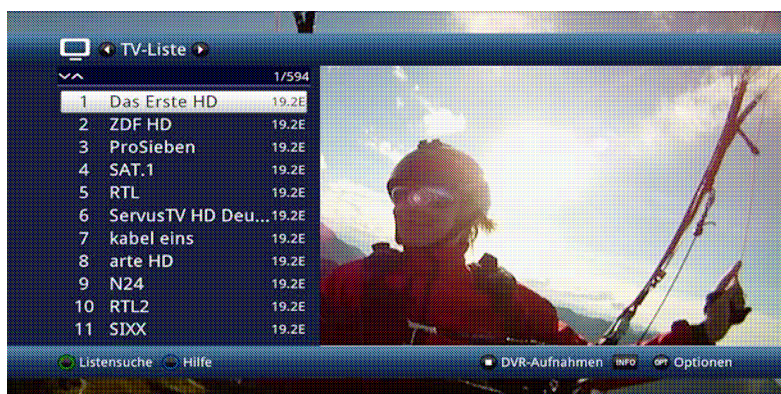 TV-Liste
1/594
1 Das Erste HD 19.2E
2 ZDF HD 19.2E
3 ProSieben 19.2E
4 SAT.1 19.2E
5 RTL 19.2E
6 ServusTV HD Deu... 19.2E
7 kabel eins 19.2E
8 arte HD 19.2E
9 N24 19.2E
10 RTL2 19.2E
11 SIXX 19.2E
Listensuche Hilfe DVR-Aufnahmen INFO OPT Optionen